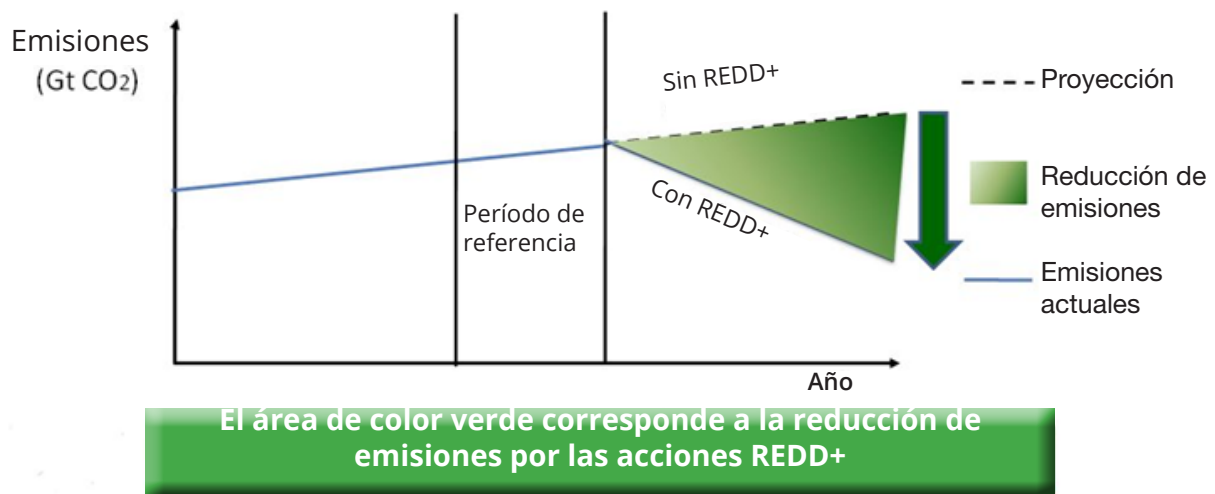 Emisiones
(Gt CO2)
Sin REDD+
Proyección
Reducción de
emisiones
Con REDD+
Período de
referencia
Emisiones
actuales
Año
El área de color verde corresponde a la reducción de
emisiones por las acciones REDD+